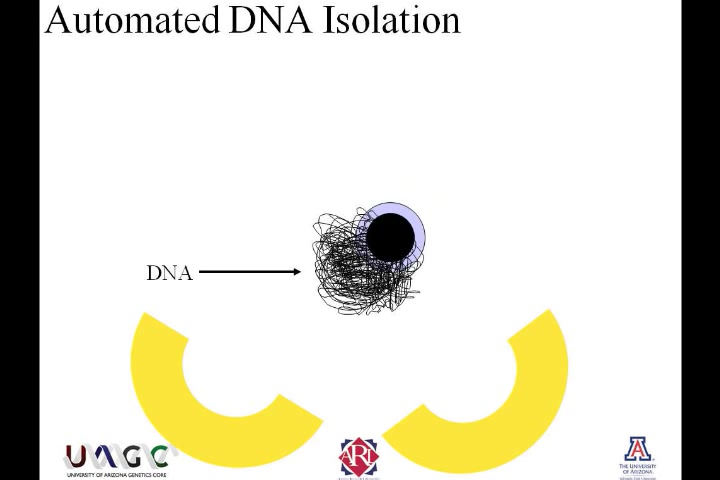 Automated DNA Isolation
DNA
UAGC
UNIVERSITY OF ARIZONA GENETICS CORE
ARL
A
THE UNIVERSITY
OF ARIZONA